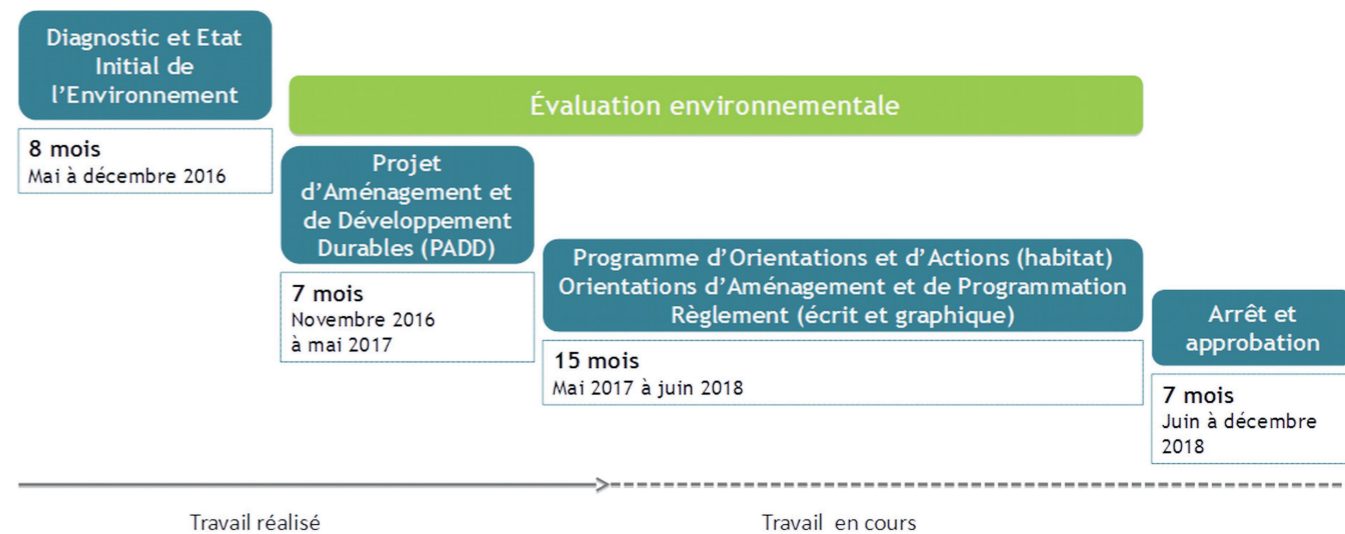 Diagnostic et Etat
Initial de
l'Environnement
8 mois
Mai à décembre 2016
Évaluation environnementale
Projet
d'Aménagement et
de Développement
Durables (PADD)
7 mois
Novembre 2016
à mai 2017
Programme d'Orientations et d'Actions (habitat)
Orientations d'Aménagement et de Programmation
Règlement (écrit et graphique)
15 mois
Mai 2017 à juin 2018
Arrêt et
approbation
7 mois
Juin à décembre
2018
Travail réalisé
Travail en cours